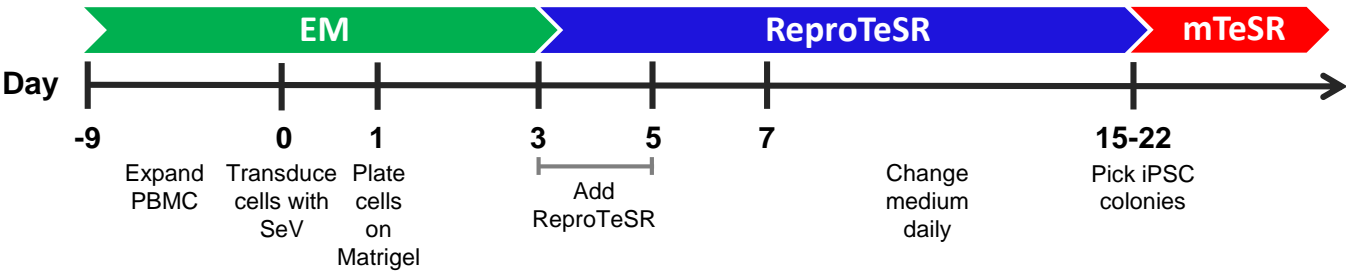 EM
ReproTeSR
mTeSR
Day
-9
0
1
3
5
7
15-22
Expand
PBMC
Transduce
cells with
SeV
Plate
cells
on
Matrigel
Add
ReproTeSR
Change
medium
daily
Pick iPSC
colonies